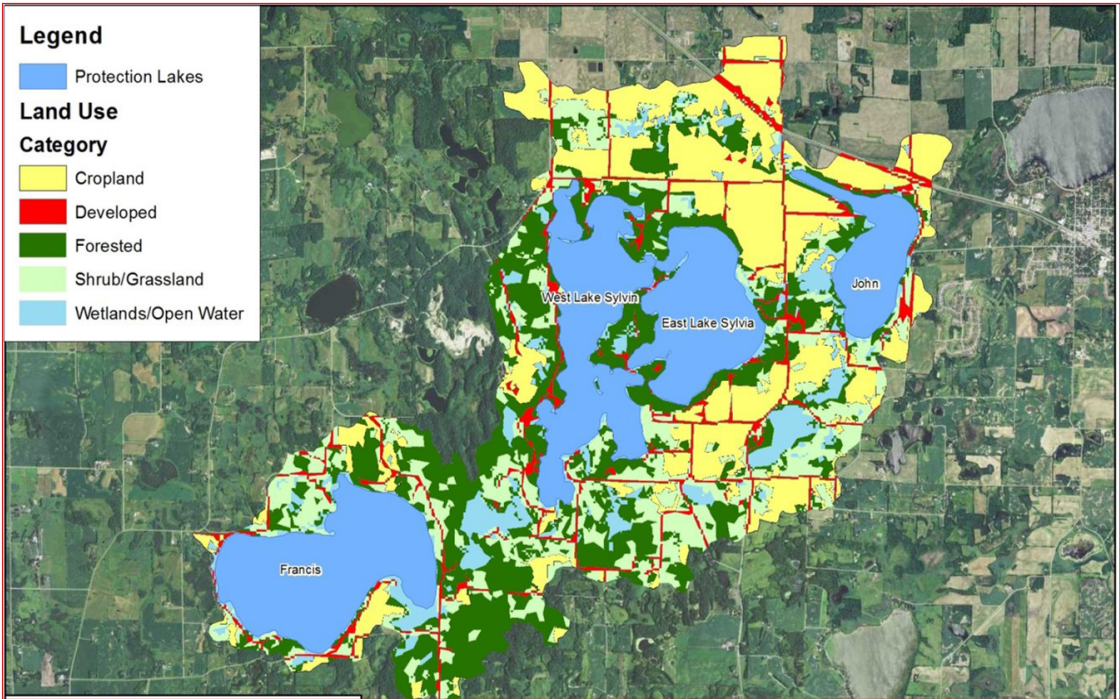 Legend
Protection Lakes
Land Use
Category
Cropland
Developed
Forested
Shrub/Grassland
Wetlands/Open Water
West Lake Sylvin
East Lake Sylvia
John
Francis